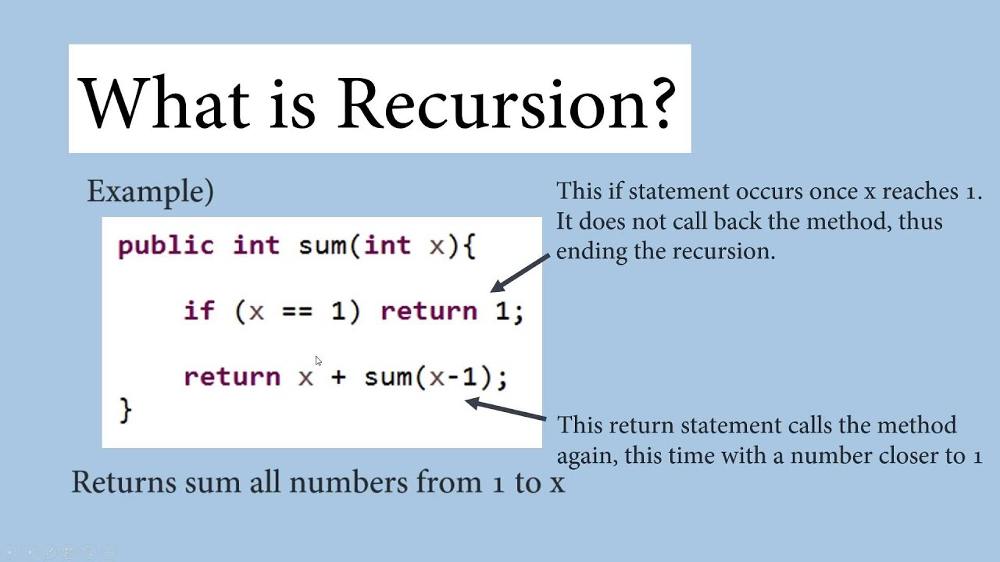 What is Recursion?
Example)
This if statement occurs once x reaches 1.
It does not call back the method, thus
ending the recursion.
public int sum(int x){
if (x == 1) return 1;
return x + sum(x-1);
}
This return statement calls the method
again, this time with a number closer to 1
Returns sum all numbers from 1 to x